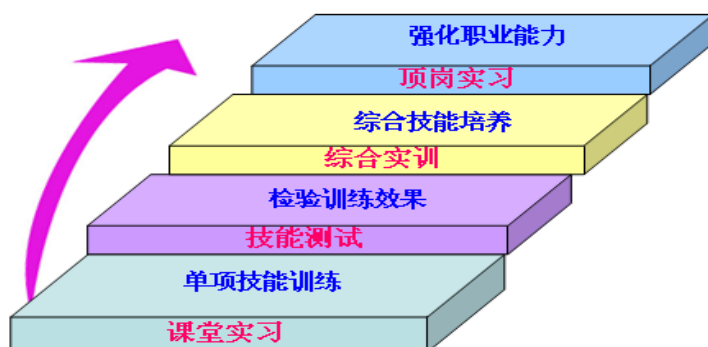 强化职业能力
顶岗实习
综合技能培养
综合实训
检验训练效果
技能测试
单项技能训练
课堂实习